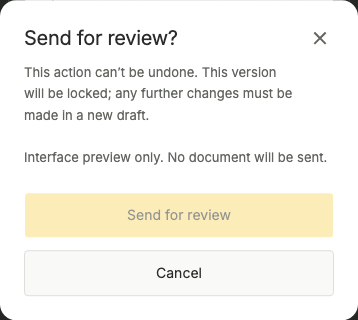 Send for review?
This action can’t be undone. This version
will be locked; any further changes must be
made in a new draft.
Interface preview only. No document will be sent.
Send for review
Cancel